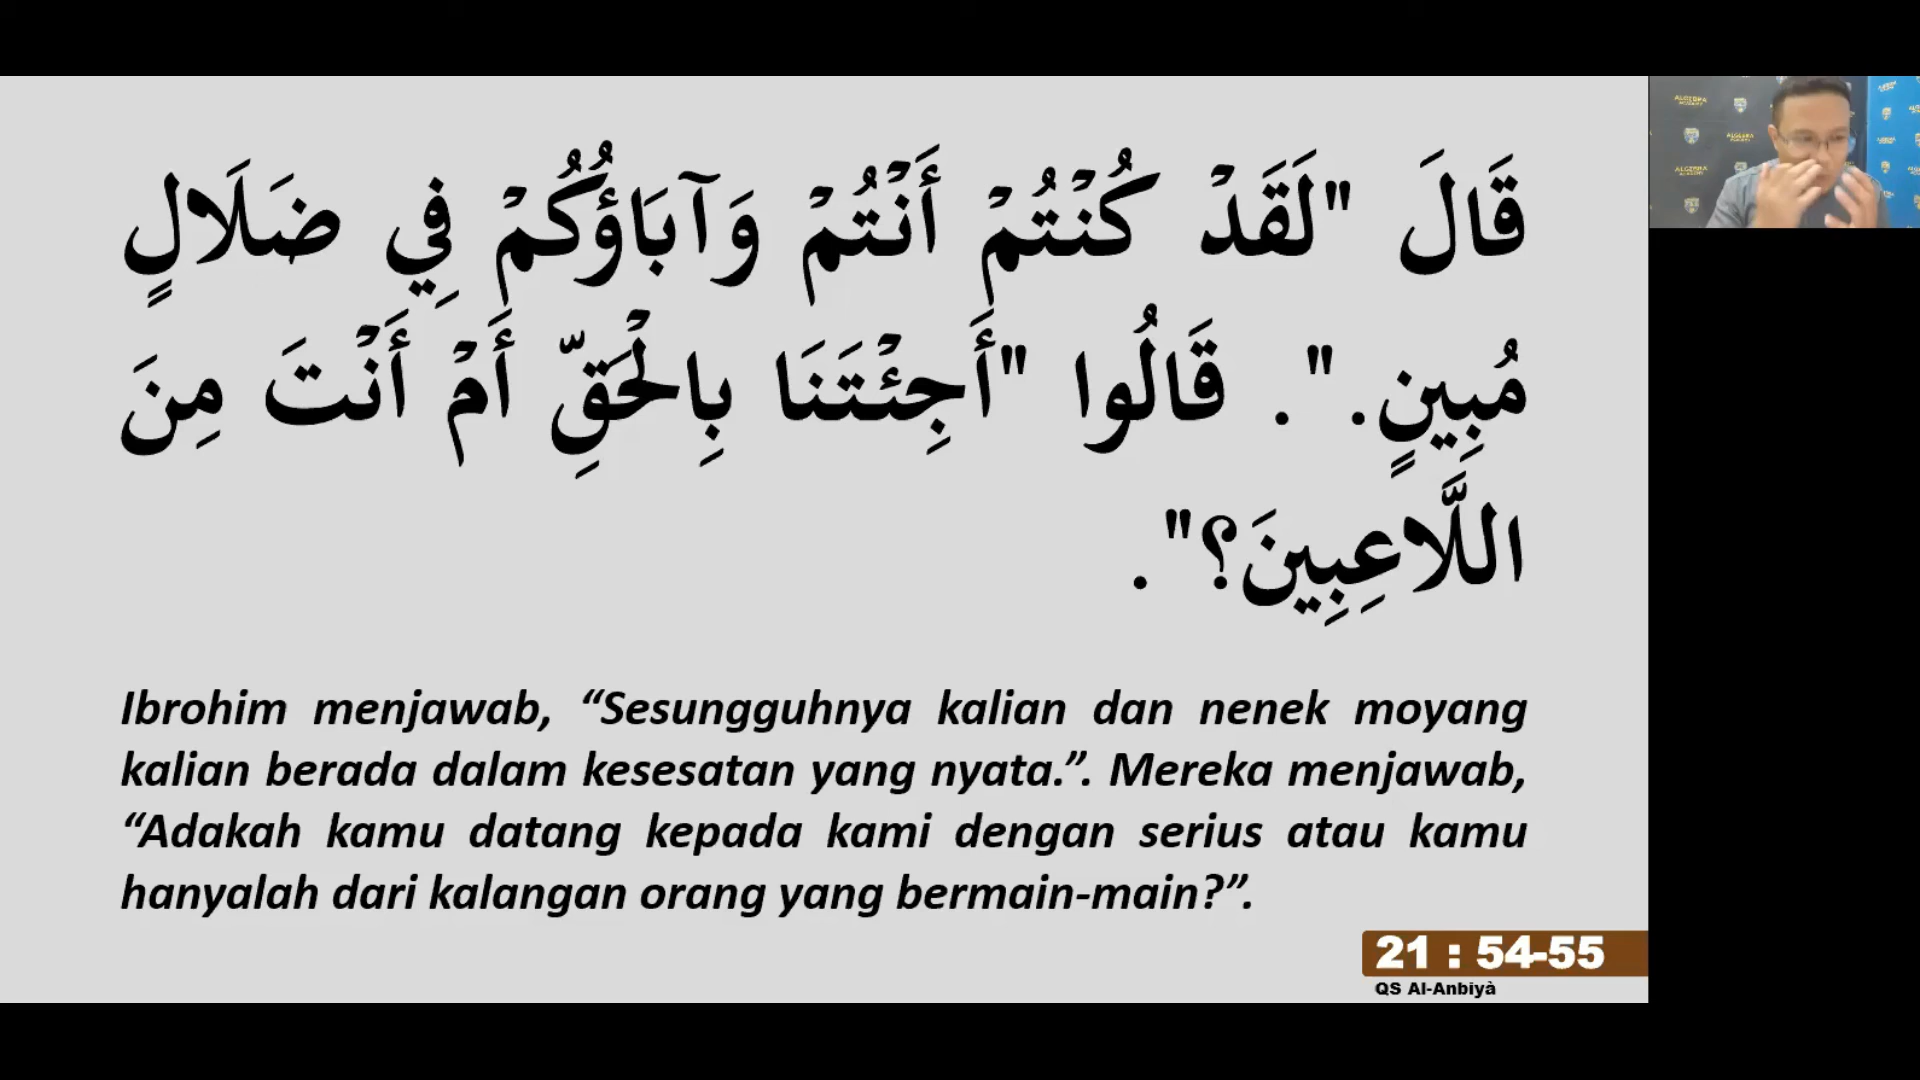 قَالَ "لَقَدْ كُنْتُمْ أَنْتُمْ وَآبَاؤُكُمْ فِي ضَلَالٍ
مُبِينٍ.". قَالُوا "أَجِئْتَنَا بِالْحَقِّ أَمْ أَنْتَ مِنَ
اللَّاعِبِينَ؟".
Ibrohim menjawab, “Sesungguhnya kalian dan nenek moyang
kalian berada dalam kesesatan yang nyata.”. Mereka menjawab,
“Adakah kamu datang kepada kami dengan serius atau kamu
hanyalah dari kalangan orang yang bermain-main?”.
21 : 54-55
QS Al-Anbiyà